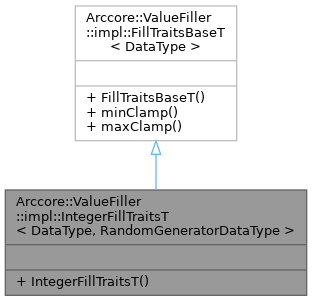 Arccore::ValueFiller
::impl::FillTraitsBaseT
< DataType >
+ FillTraitsBaseT()
+ minClamp()
+ maxClamp()
Arccore::ValueFiller
::impl::IntegerFillTraitsT
< DataType, RandomGeneratorDataType >
+ IntegerFillTraitsT()